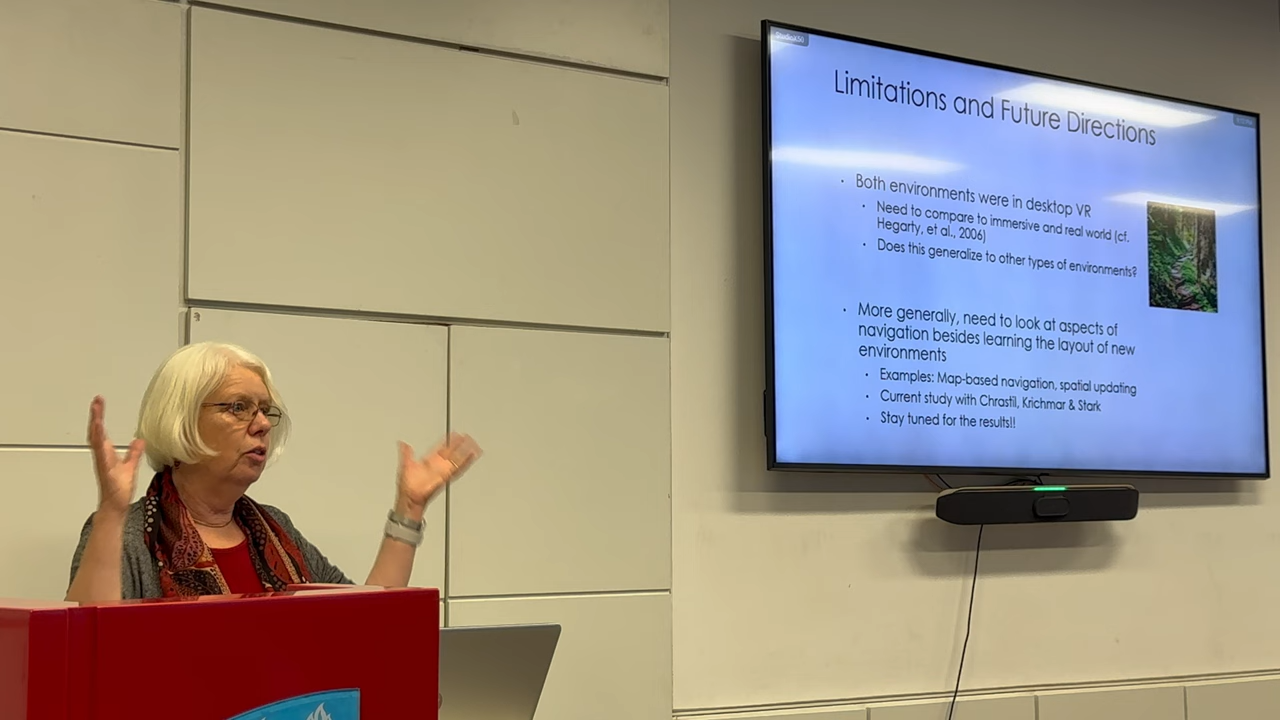 Limitations and Future Directions
· Both environments were in desktop VR
· Need to compare to immersive and real world (cf.
Hegarty, et al., 2006)
· Does this generalize to other types of environments?
· More generally, need to look at aspects of
navigation besides learning the layout of new
environments
· Examples: Map-based navigation, spatial updating
· Current study with Chrastil, Krichmar & Stark
· Stay tuned for the results!!